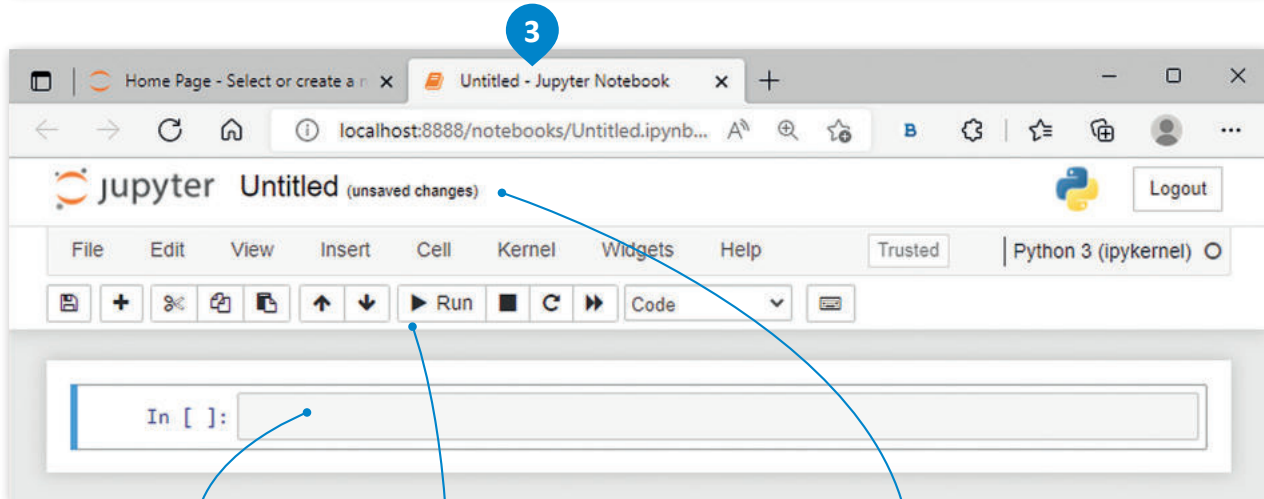 3
Home Page - Select or create a n
Untitled - Jupyter Notebook
localhost:8888/notebooks/Untitled.ipynb...
jupyter Untitled (unsaved changes)
Logout
File Edit View Insert Cell Kernel Widgets Help
Trusted
Python 3 (ipykernel)
Run
Code
In [ ]: